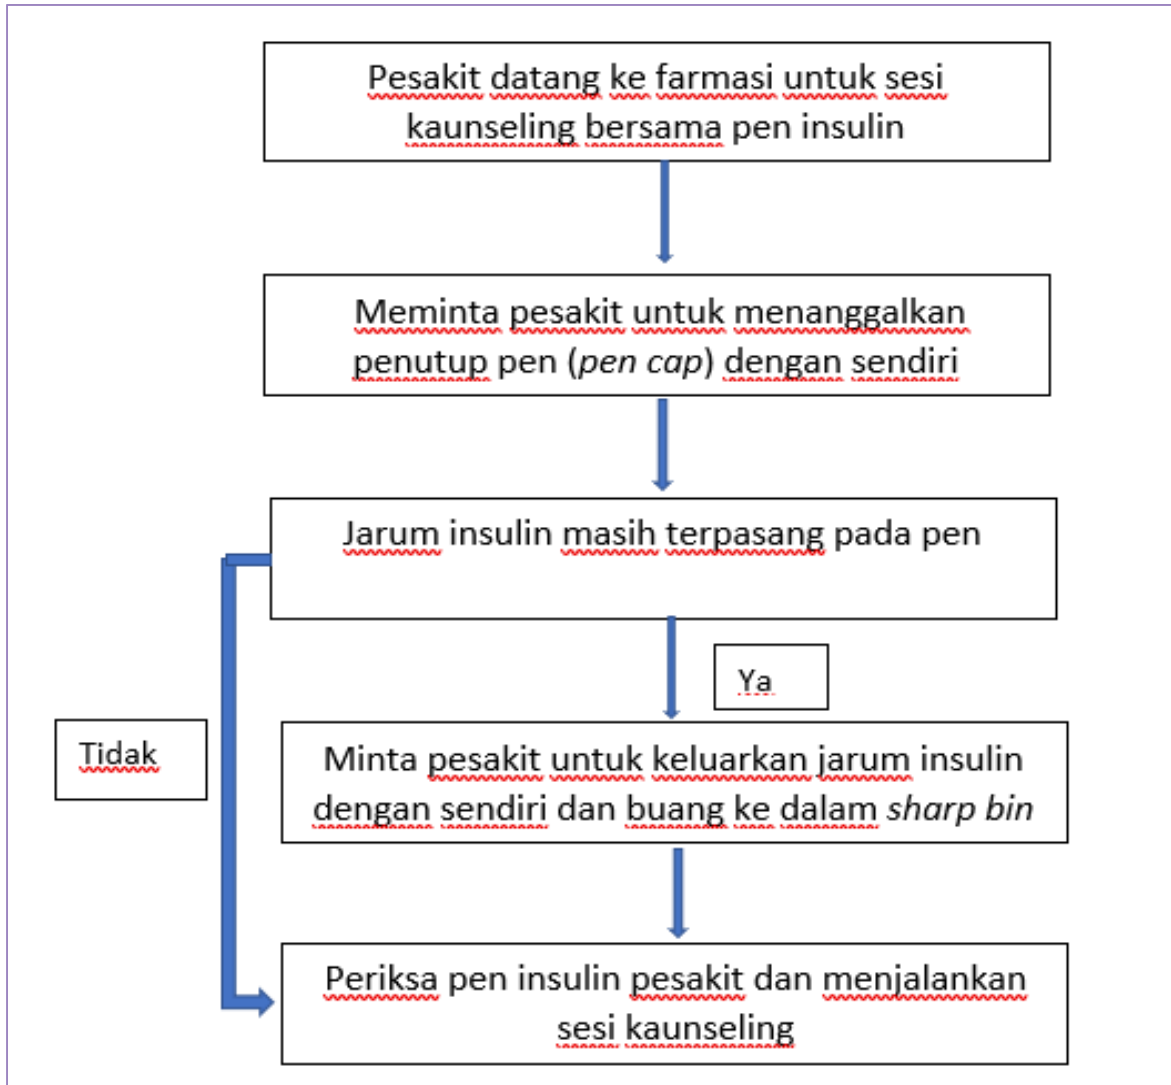 Pesakit datang ke farmasi untuk sesi
kaunseling bersama pen insulin
Meminta pesakit untuk menanggalkan
penutup pen (pen cap) dengan sendiri
Jarum insulin masih terpasang pada pen
Ya
Tidak
Minta pesakit untuk keluarkan jarum insulin
dengan sendiri dan buang ke dalam sharp bin
Periksa pen insulin pesakit dan menjalankan
sesi kaunseling